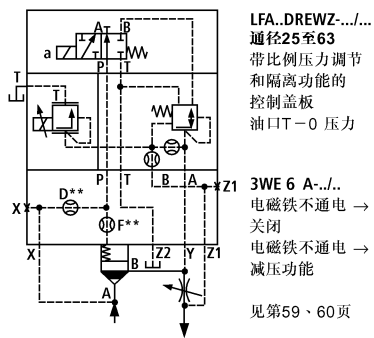 LFA..DREWZ-.../...
通径25至63
带比例压力调节
和隔离功能的
控制盖板
油口T-0 压力
3WE 6 A-../..
电磁铁不通电 →
关闭
电磁铁不通电 →
减压功能
见第59、60页
A B
a
P T
T
T
P T B A Z1
X D**
F**
X Z2 Y Z1
B
A